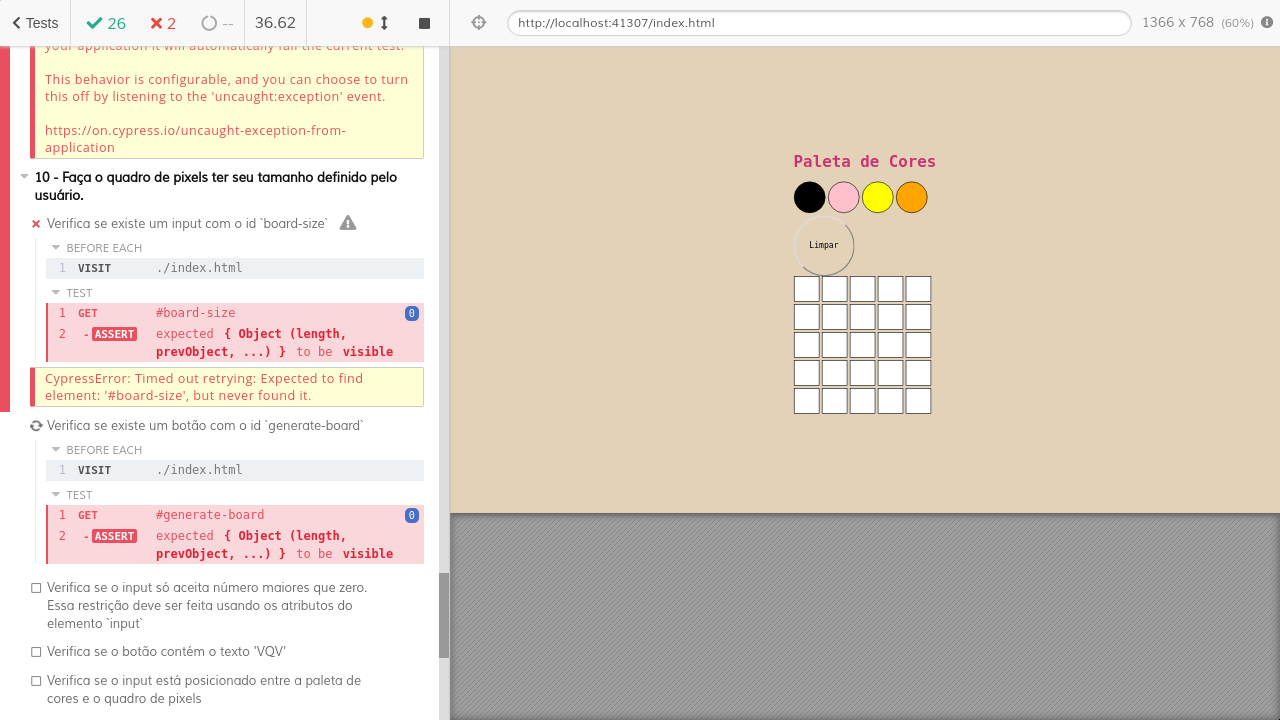 Tests 26 2 -- 36.62
http://localhost:41307/index.html 1366 x 768 (60%)
your application it will automatically fail the current test.
This behavior is configurable, and you can choose to turn
this off by listening to the 'uncaught:exception' event.
https://on.cypress.io/uncaught-exception-from-
application
10 - Faça o quadro de pixels ter seu tamanho definido pelo
usuário.
Verifica se existe um input com o id `board-size`
BEFORE EACH
1 VISIT ./index.html
TEST
1 GET #board-size 0
2 - ASSERT expected { Object (length,
prevObject, ...) } to be visible
CypressError: Timed out retrying: Expected to find
element: '#board-size', but never found it.
Verifica se existe um botão com o id `generate-board`
BEFORE EACH
1 VISIT ./index.html
TEST
1 GET #generate-board 0
2 - ASSERT expected { Object (length,
prevObject, ...) } to be visible
Verifica se o input só aceita número maiores que zero.
Essa restrição deve ser feita usando os atributos do
elemento `input`
Verifica se o botão contém o texto 'VQV'
Verifica se o input está posicionado entre a paleta de
cores e o quadro de pixels
Paleta de Cores
Limpar